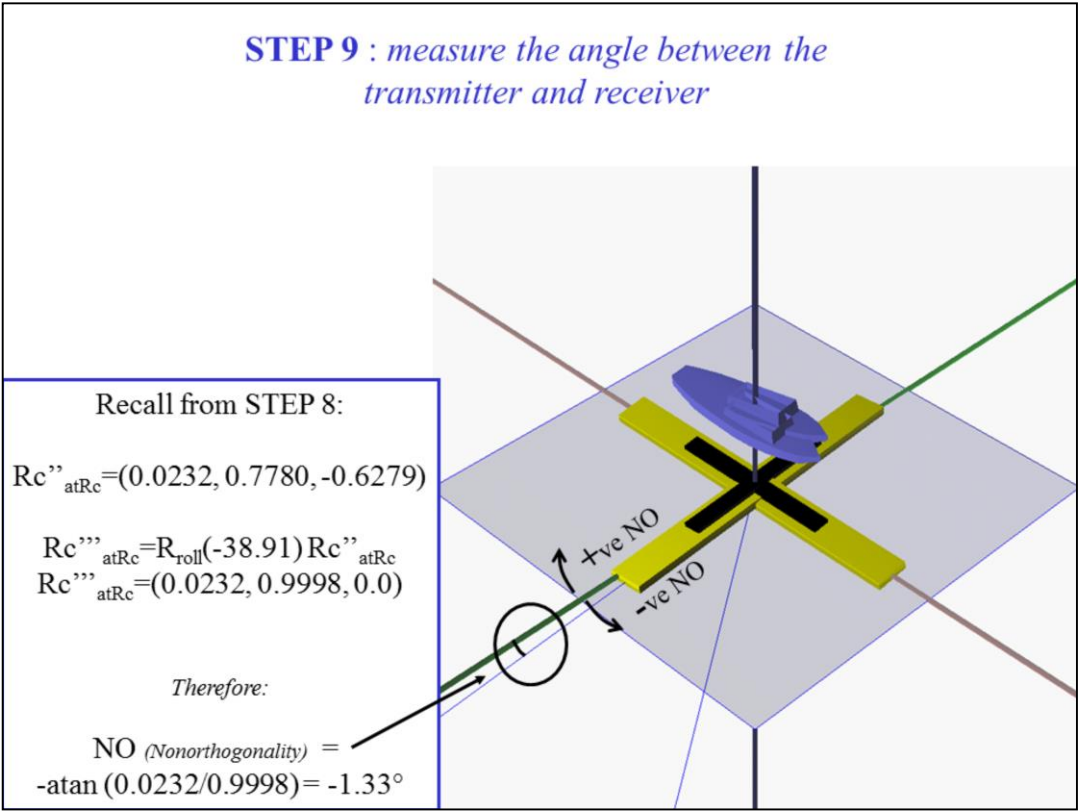 STEP 9 : measure the angle between the
transmitter and receiver
Recall from STEP 8:
Rc”atRc=(0.0232, 0.7780, -0.6279)
Rc”’atRc=Rroll(-38.91) Rc”atRc
Rc”’atRc=(0.0232, 0.9998, 0.0)
Therefore:
NO (Nonorthogonality) =
-atan (0.0232/0.9998)= -1.33°
+ve NO
-ve NO